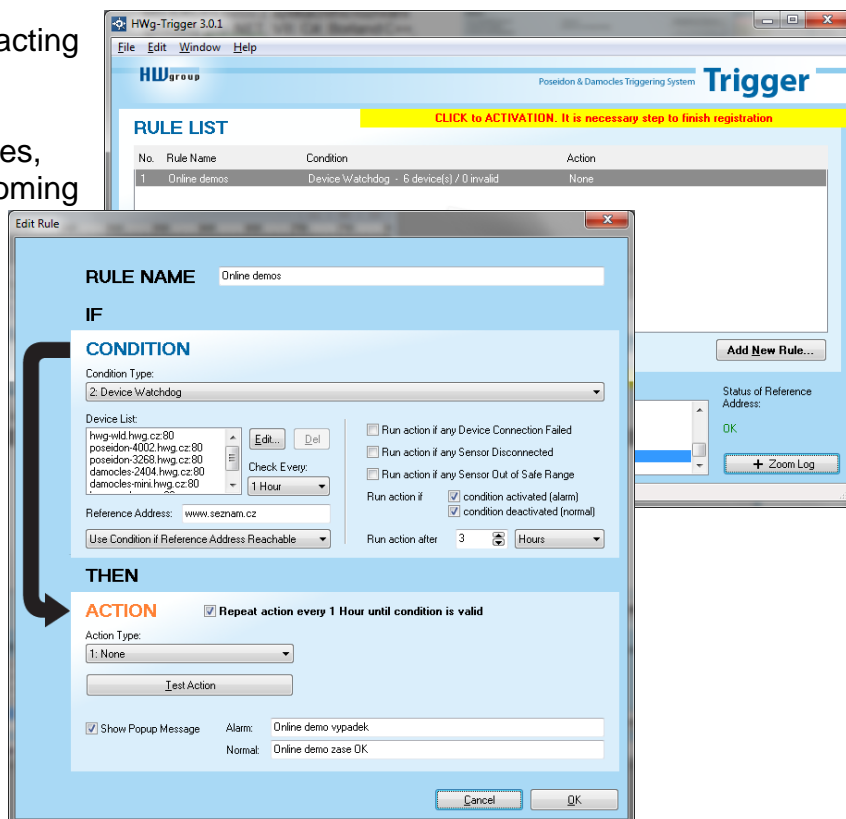 acting
es,
oming
HWg-Trigger 3.0.1
File Edit Window Help
HWgroup
Poseidon & Damocles Triggering System Trigger
CLICK to ACTIVATION. It is necessary step to finish registration
RULE LIST
No. Rule Name Condition Action
1 Online demos Device Watchdog - 6 device(s) / 0 invalid None
Add New Rule...
Status of Reference
Address:
OK
+ Zoom Log
Edit Rule
RULE NAME Online demos
IF
CONDITION
Condition Type:
2: Device Watchdog
Device List:
hwg-wld.hwg.cz:80
poseidon-4002.hwg.cz:80
poseidon-3268.hwg.cz:80
damocles-2404.hwg.cz:80
damocles-mini.hwg.cz:80
Edit... Del
Check Every:
1 Hour
Reference Address: www.seznam.cz
Use Condition if Reference Address Reachable
Run action if any Device Connection Failed
Run action if any Sensor Disconnected
Run action if any Sensor Out of Safe Range
Run action if condition activated (alarm)
condition deactivated (normal)
Run action after 3 Hours
THEN
ACTION Repeat action every 1 Hour until condition is valid
Action Type:
1: None
Test Action
Show Popup Message Alarm: Online demo vypadek
Normal: Online demo zase OK
Cancel OK